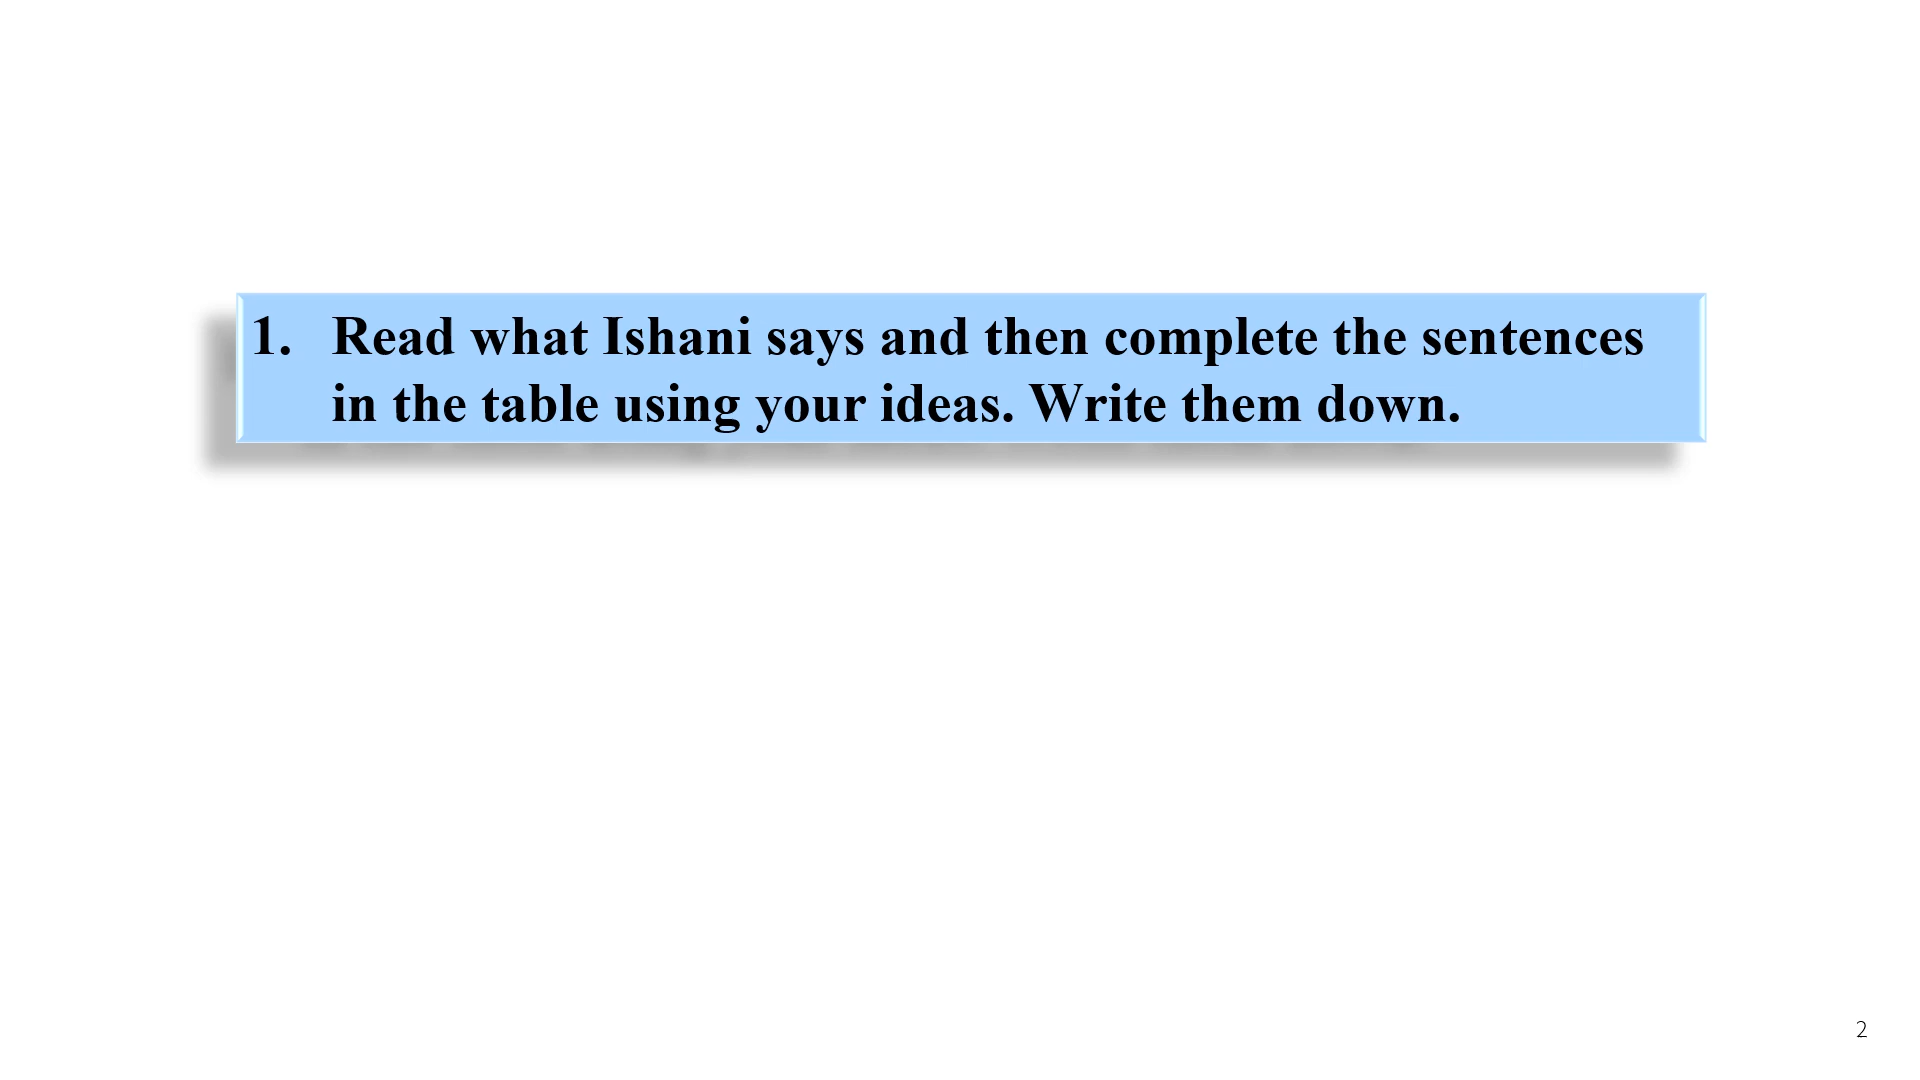 1. Read what Ishani says and then complete the sentences
in the table using your ideas. Write them down.
2